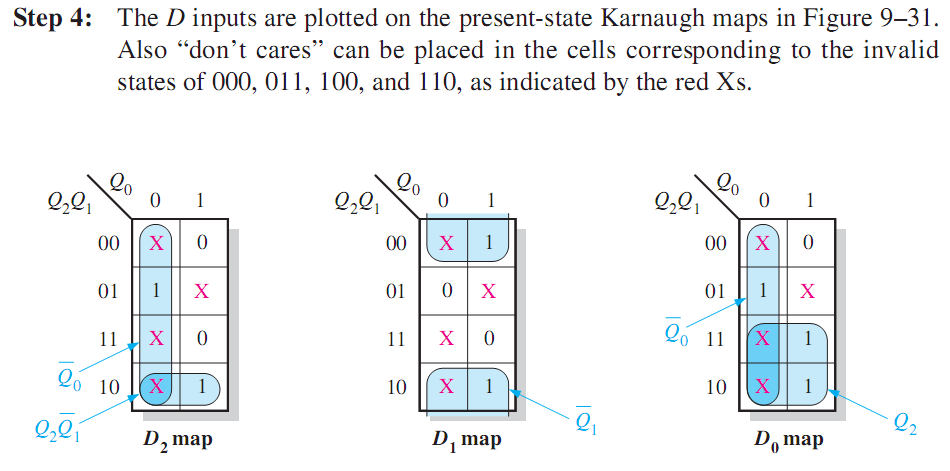 Step 4: The D inputs are plotted on the present-state Karnaugh maps in Figure 9–31.
Also “don’t cares” can be placed in the cells corresponding to the invalid
states of 000, 011, 100, and 110, as indicated by the red Xs.
Q₀
Q₂Q₁ 0 1
00 X 0
01 1 X
11 X 0
10 X 1
Q̅₀
Q₂Q̅₁
D₂ map
Q₀
Q₂Q₁ 0 1
00 X 1
01 0 X
11 X 0
10 X 1
Q̅₁
D₁ map
Q₀
Q₂Q₁ 0 1
00 X 0
01 1 X
11 X 1
10 X 1
Q̅₀
Q₂
D₀ map